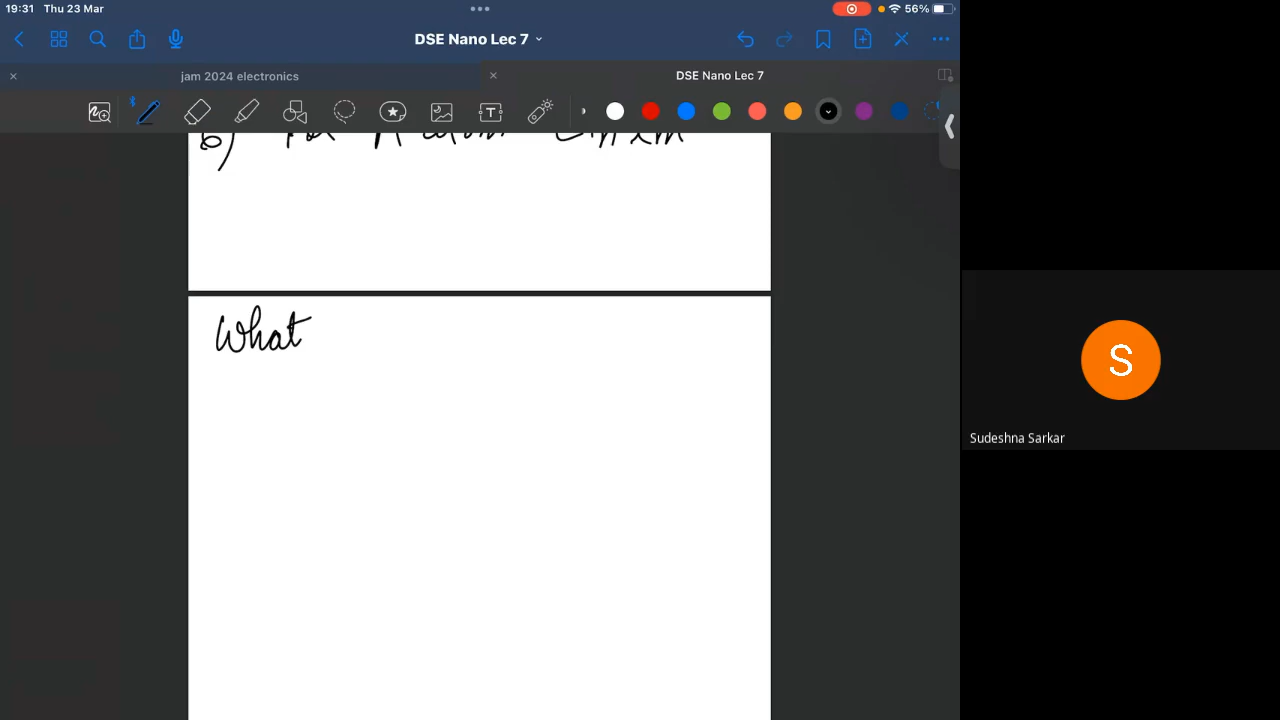 19:31 Thu 23 Mar
56%
DSE Nano Lec 7
jam 2024 electronics
DSE Nano Lec 7
T
b)
What
S
Sudeshna Sarkar